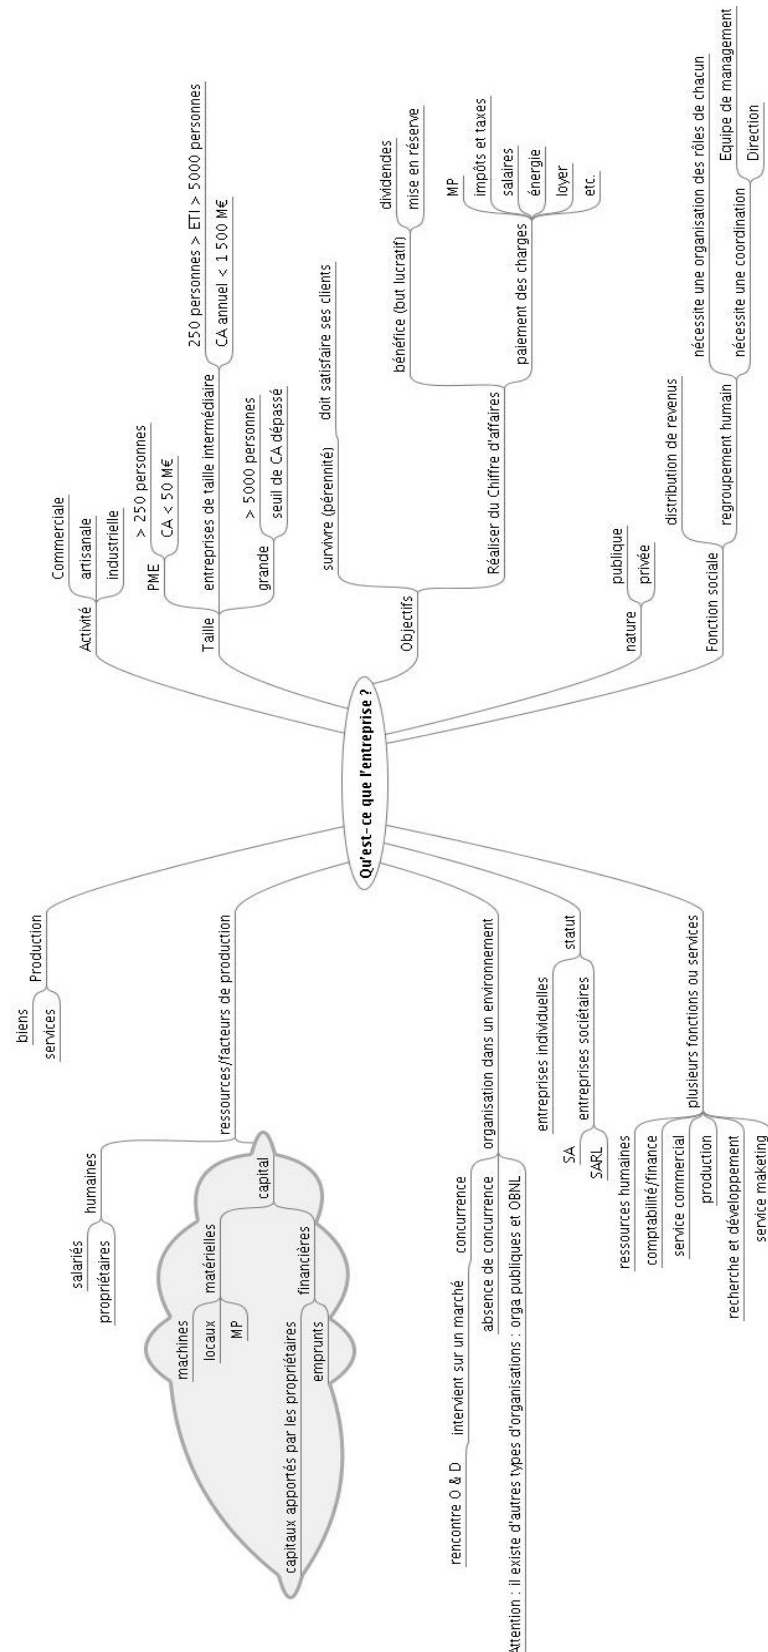 Qu'est-ce que l'entreprise ?
Activité
Commerciale
artisanale
industrielle
Taille
PME
> 250 personnes
CA < 50 M€
entreprises de taille intermédiaire
250 personnes > ETI > 5000 personnes
CA annuel < 1 500 M€
grande
> 5000 personnes
seuil de CA dépassé
Objectifs
survivre (pérennité)
doit satisfaire ses clients
Réaliser du Chiffre d'affaires
bénéfice (but lucratif)
dividendes
mise en réserve
paiement des charges
MP
impôts et taxes
salaires
énergie
loyer
etc.
nature
publique
privée
Fonction sociale
distribution de revenus
regroupement humain
nécessite une organisation des rôles de chacun
nécessite une coordination
Equipe de management
Direction
Production
biens
services
ressources/facteurs de production
humaines
salariés
propriétaires
capital
matérielles
machines
locaux
MP
financières
capitaux apportés par les propriétaires
emprunts
organisation dans un environnement
concurrence
intervient sur un marché
rencontre O & D
absence de concurrence
Attention : il existe d'autres types d'organisations : orga publiques et OBNL
statut
entreprises individuelles
entreprises sociétaires
SA
SARL
plusieurs fonctions ou services
ressources humaines
comptabilité/finance
service commercial
production
recherche et développement
service maketing